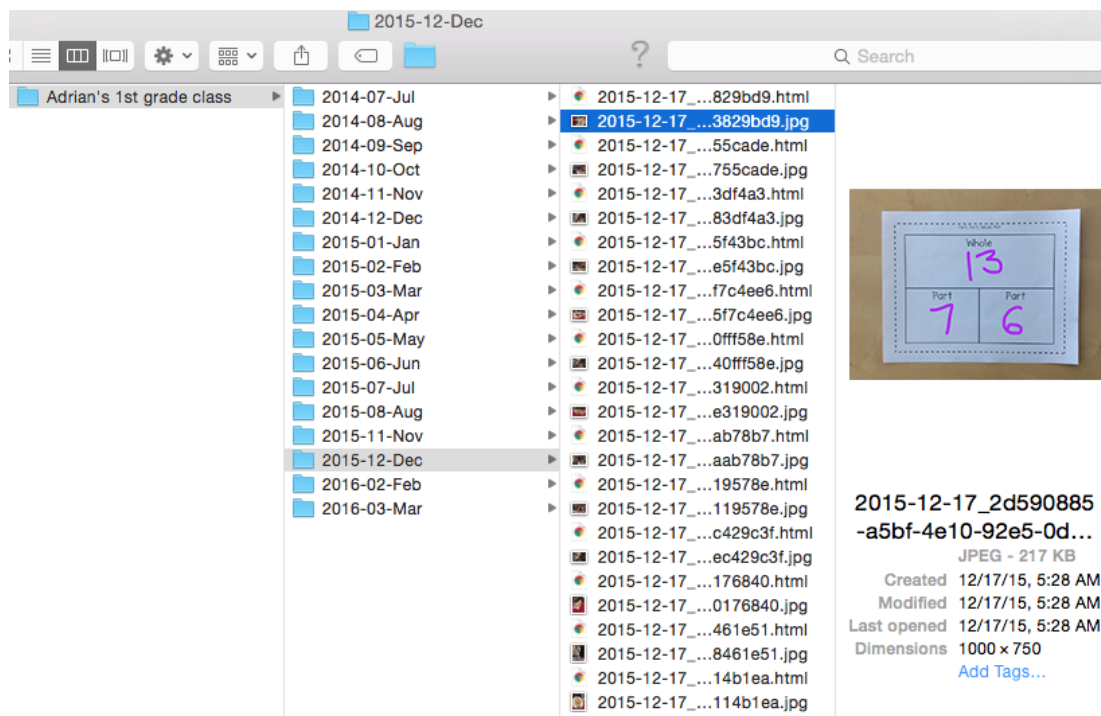 2015-12-Dec
Search
Adrian's 1st grade class
2014-07-Jul
2014-08-Aug
2014-09-Sep
2014-10-Oct
2014-11-Nov
2014-12-Dec
2015-01-Jan
2015-02-Feb
2015-03-Mar
2015-04-Apr
2015-05-May
2015-06-Jun
2015-07-Jul
2015-08-Aug
2015-11-Nov
2015-12-Dec
2016-02-Feb
2016-03-Mar
2015-12-17_...829bd9.html
2015-12-17_...3829bd9.jpg
2015-12-17_...55cade.html
2015-12-17_...755cade.jpg
2015-12-17_...3df4a3.html
2015-12-17_...83df4a3.jpg
2015-12-17_...5f43bc.html
2015-12-17_...e5f43bc.jpg
2015-12-17_...f7c4ee6.html
2015-12-17_...5f7c4ee6.jpg
2015-12-17_...0fff58e.html
2015-12-17_...40fff58e.jpg
2015-12-17_...319002.html
2015-12-17_...e319002.jpg
2015-12-17_...ab78b7.html
2015-12-17_...aab78b7.jpg
2015-12-17_...19578e.html
2015-12-17_...119578e.jpg
2015-12-17_...c429c3f.html
2015-12-17_...ec429c3f.jpg
2015-12-17_...176840.html
2015-12-17_...0176840.jpg
2015-12-17_...461e51.html
2015-12-17_...8461e51.jpg
2015-12-17_...14b1ea.html
2015-12-17_...114b1ea.jpg
Whole
13
Part Part
7 6
2015-12-17_2d590885
-a5bf-4e10-92e5-0d...
JPEG - 217 KB
Created 12/17/15, 5:28 AM
Modified 12/17/15, 5:28 AM
Last opened 12/17/15, 5:28 AM
Dimensions 1000 × 750
Add Tags...